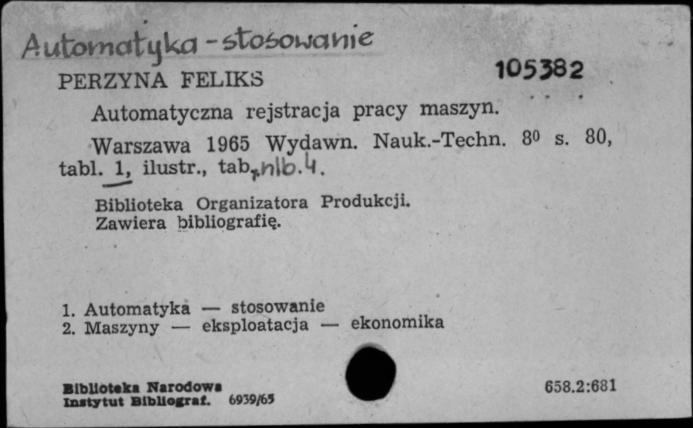 Automatyka - stosowanie
PERZYNA FELIKS
105382
Automatyczna rejstracja pracy maszyn.
Warszawa 1965 Wydawn. Nauk.-Techn. 8⁰ s. 80,
tabl. 1, ilustr., tab., nlb. 4.
Biblioteka Organizatora Produkcji.
Zawiera bibliografię.
1. Automatyka — stosowanie
2. Maszyny — eksploatacja — ekonomika
Biblioteka Narodowa
Instytut Bibliograf. 6939/65
658.2:681